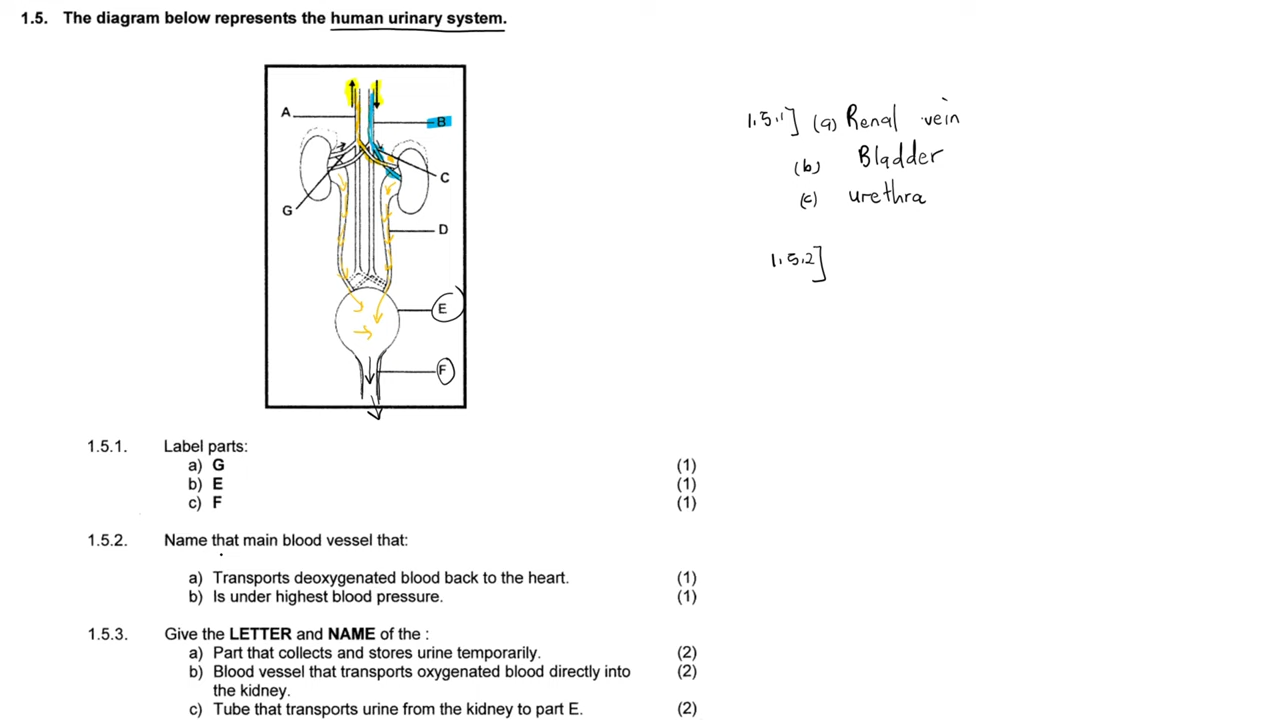 1.5. The diagram below represents the human urinary system.
A
B
C
G
D
E
F
1.5.1] (a) Renal vein
(b) Bladder
(c) urethra
1.5.2]
1.5.1. Label parts:
a) G (1)
b) E (1)
c) F (1)
1.5.2. Name that main blood vessel that:
a) Transports deoxygenated blood back to the heart. (1)
b) Is under highest blood pressure. (1)
1.5.3. Give the LETTER and NAME of the :
a) Part that collects and stores urine temporarily. (2)
b) Blood vessel that transports oxygenated blood directly into (2)
the kidney.
c) Tube that transports urine from the kidney to part E. (2)